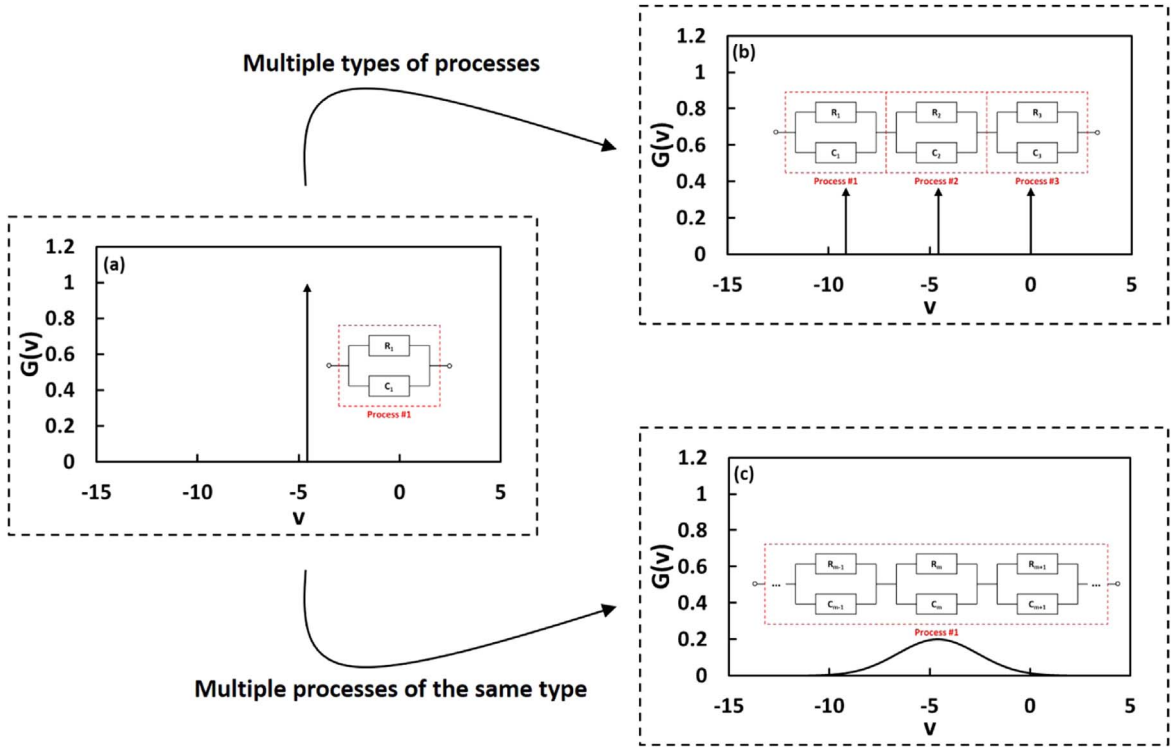 Multiple types of processes
(b)
1.2
1
0.8
0.6
0.4
0.2
0
G(v)
R1
R2
R3
C1
C2
C3
Process #1 Process #2 Process #3
-15 -10 -5 0 5
v
(a)
1.2
1
0.8
0.6
0.4
0.2
0
G(v)
R1
C1
Process #1
-15 -10 -5 0 5
v
(c)
1.2
1
0.8
0.6
0.4
0.2
0
G(v)
Rm-1
Rm
Rm+1
... ...
Cm-1
Cm
Cm+1
Process #1
-15 -10 -5 0 5
v
Multiple processes of the same type